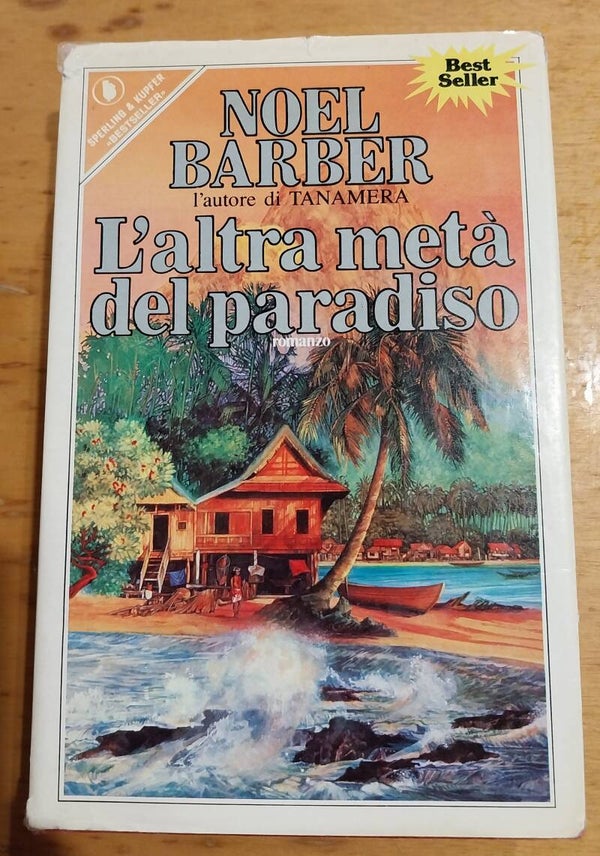 SPERLING & KUPFER
«BESTSELLER»
Best
Seller
NOEL
BARBER
l'autore di TANAMERA
L'altra metà
del paradiso
romanzo